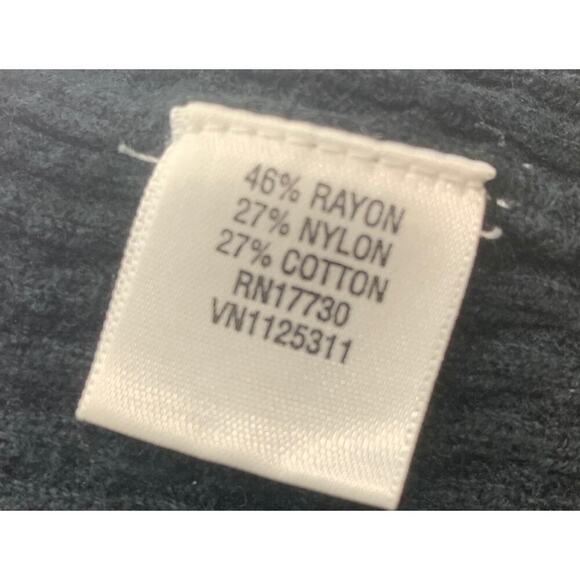 46% RAYON
27% NYLON
27% COTTON
RN17730
VN1125311